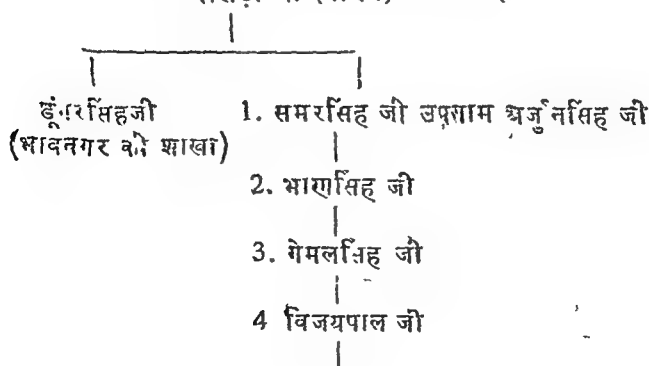 डूंगरसिंहजी 1. समरसिंह जी उपनाम अर्जुनसिंह जी
(भावनगर की शाखा)
2. भाणसिंह जी
3. गेमलसिंह जी
4 विजयपाल जी